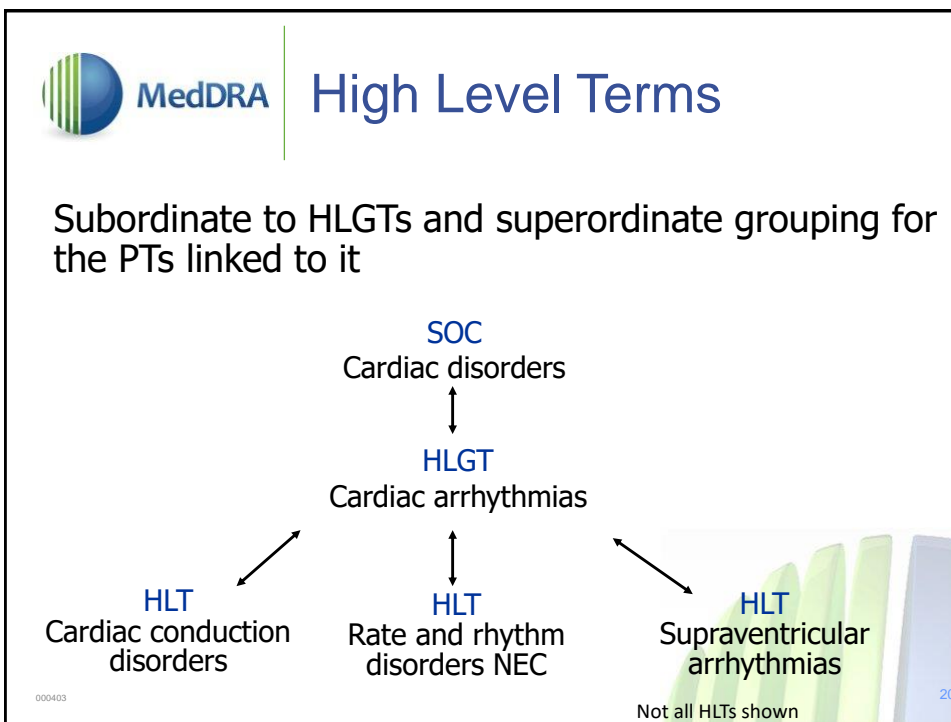 MedDRA
High Level Terms
Subordinate to HLGTs and superordinate grouping for
the PTs linked to it
SOC
Cardiac disorders
HLGT
Cardiac arrhythmias
HLT
Cardiac conduction
disorders
HLT
Rate and rhythm
disorders NEC
HLT
Supraventricular
arrhythmias
000403
20
Not all HLTs shown